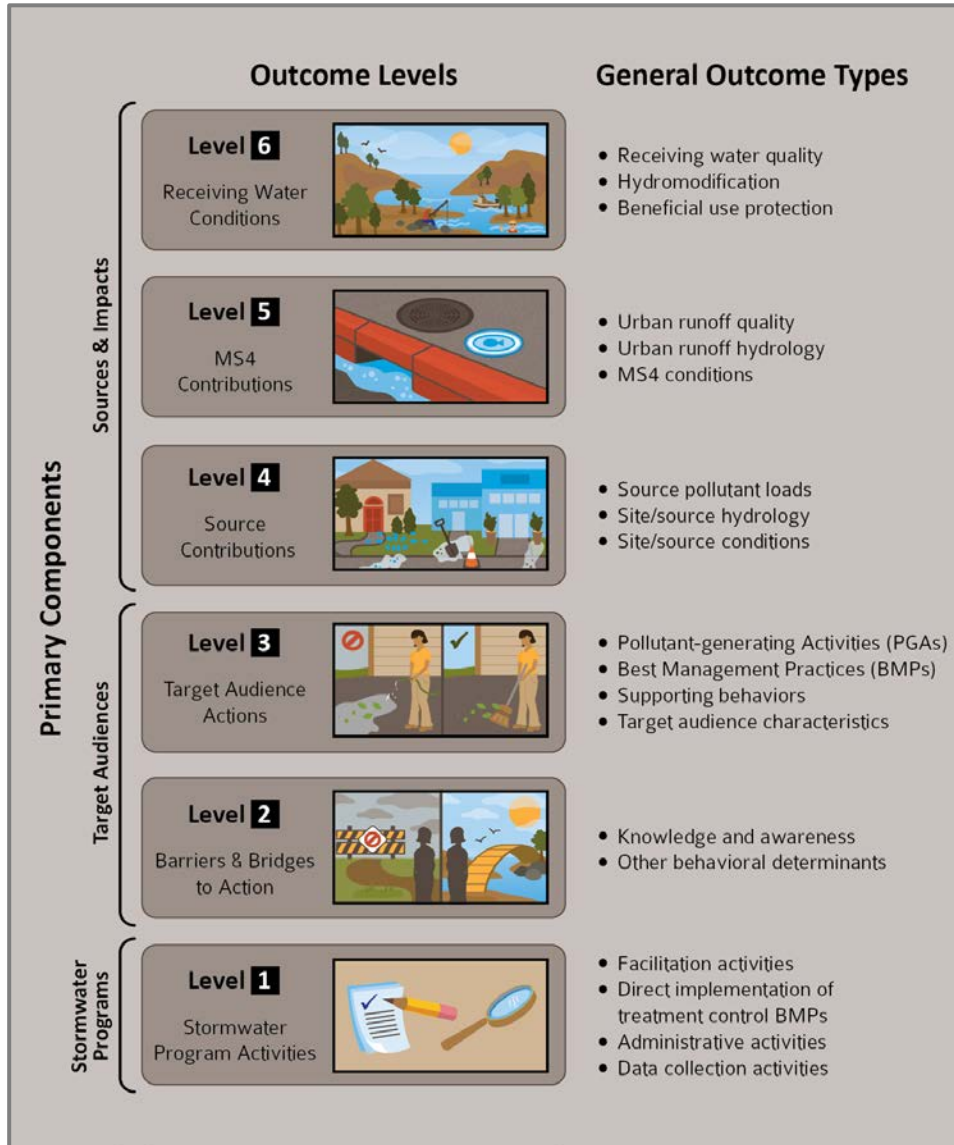 Outcome Levels
General Outcome Types
Primary Components
Sources & Impacts
Level 6
Receiving Water
Conditions
• Receiving water quality
• Hydromodification
• Beneficial use protection
Level 5
MS4
Contributions
• Urban runoff quality
• Urban runoff hydrology
• MS4 conditions
Level 4
Source
Contributions
• Source pollutant loads
• Site/source hydrology
• Site/source conditions
Target Audiences
Level 3
Target Audience
Actions
• Pollutant-generating Activities (PGAs)
• Best Management Practices (BMPs)
• Supporting behaviors
• Target audience characteristics
Level 2
Barriers & Bridges
to Action
• Knowledge and awareness
• Other behavioral determinants
Stormwater
Programs
Level 1
Stormwater
Program Activities
• Facilitation activities
• Direct implementation of
treatment control BMPs
• Administrative activities
• Data collection activities